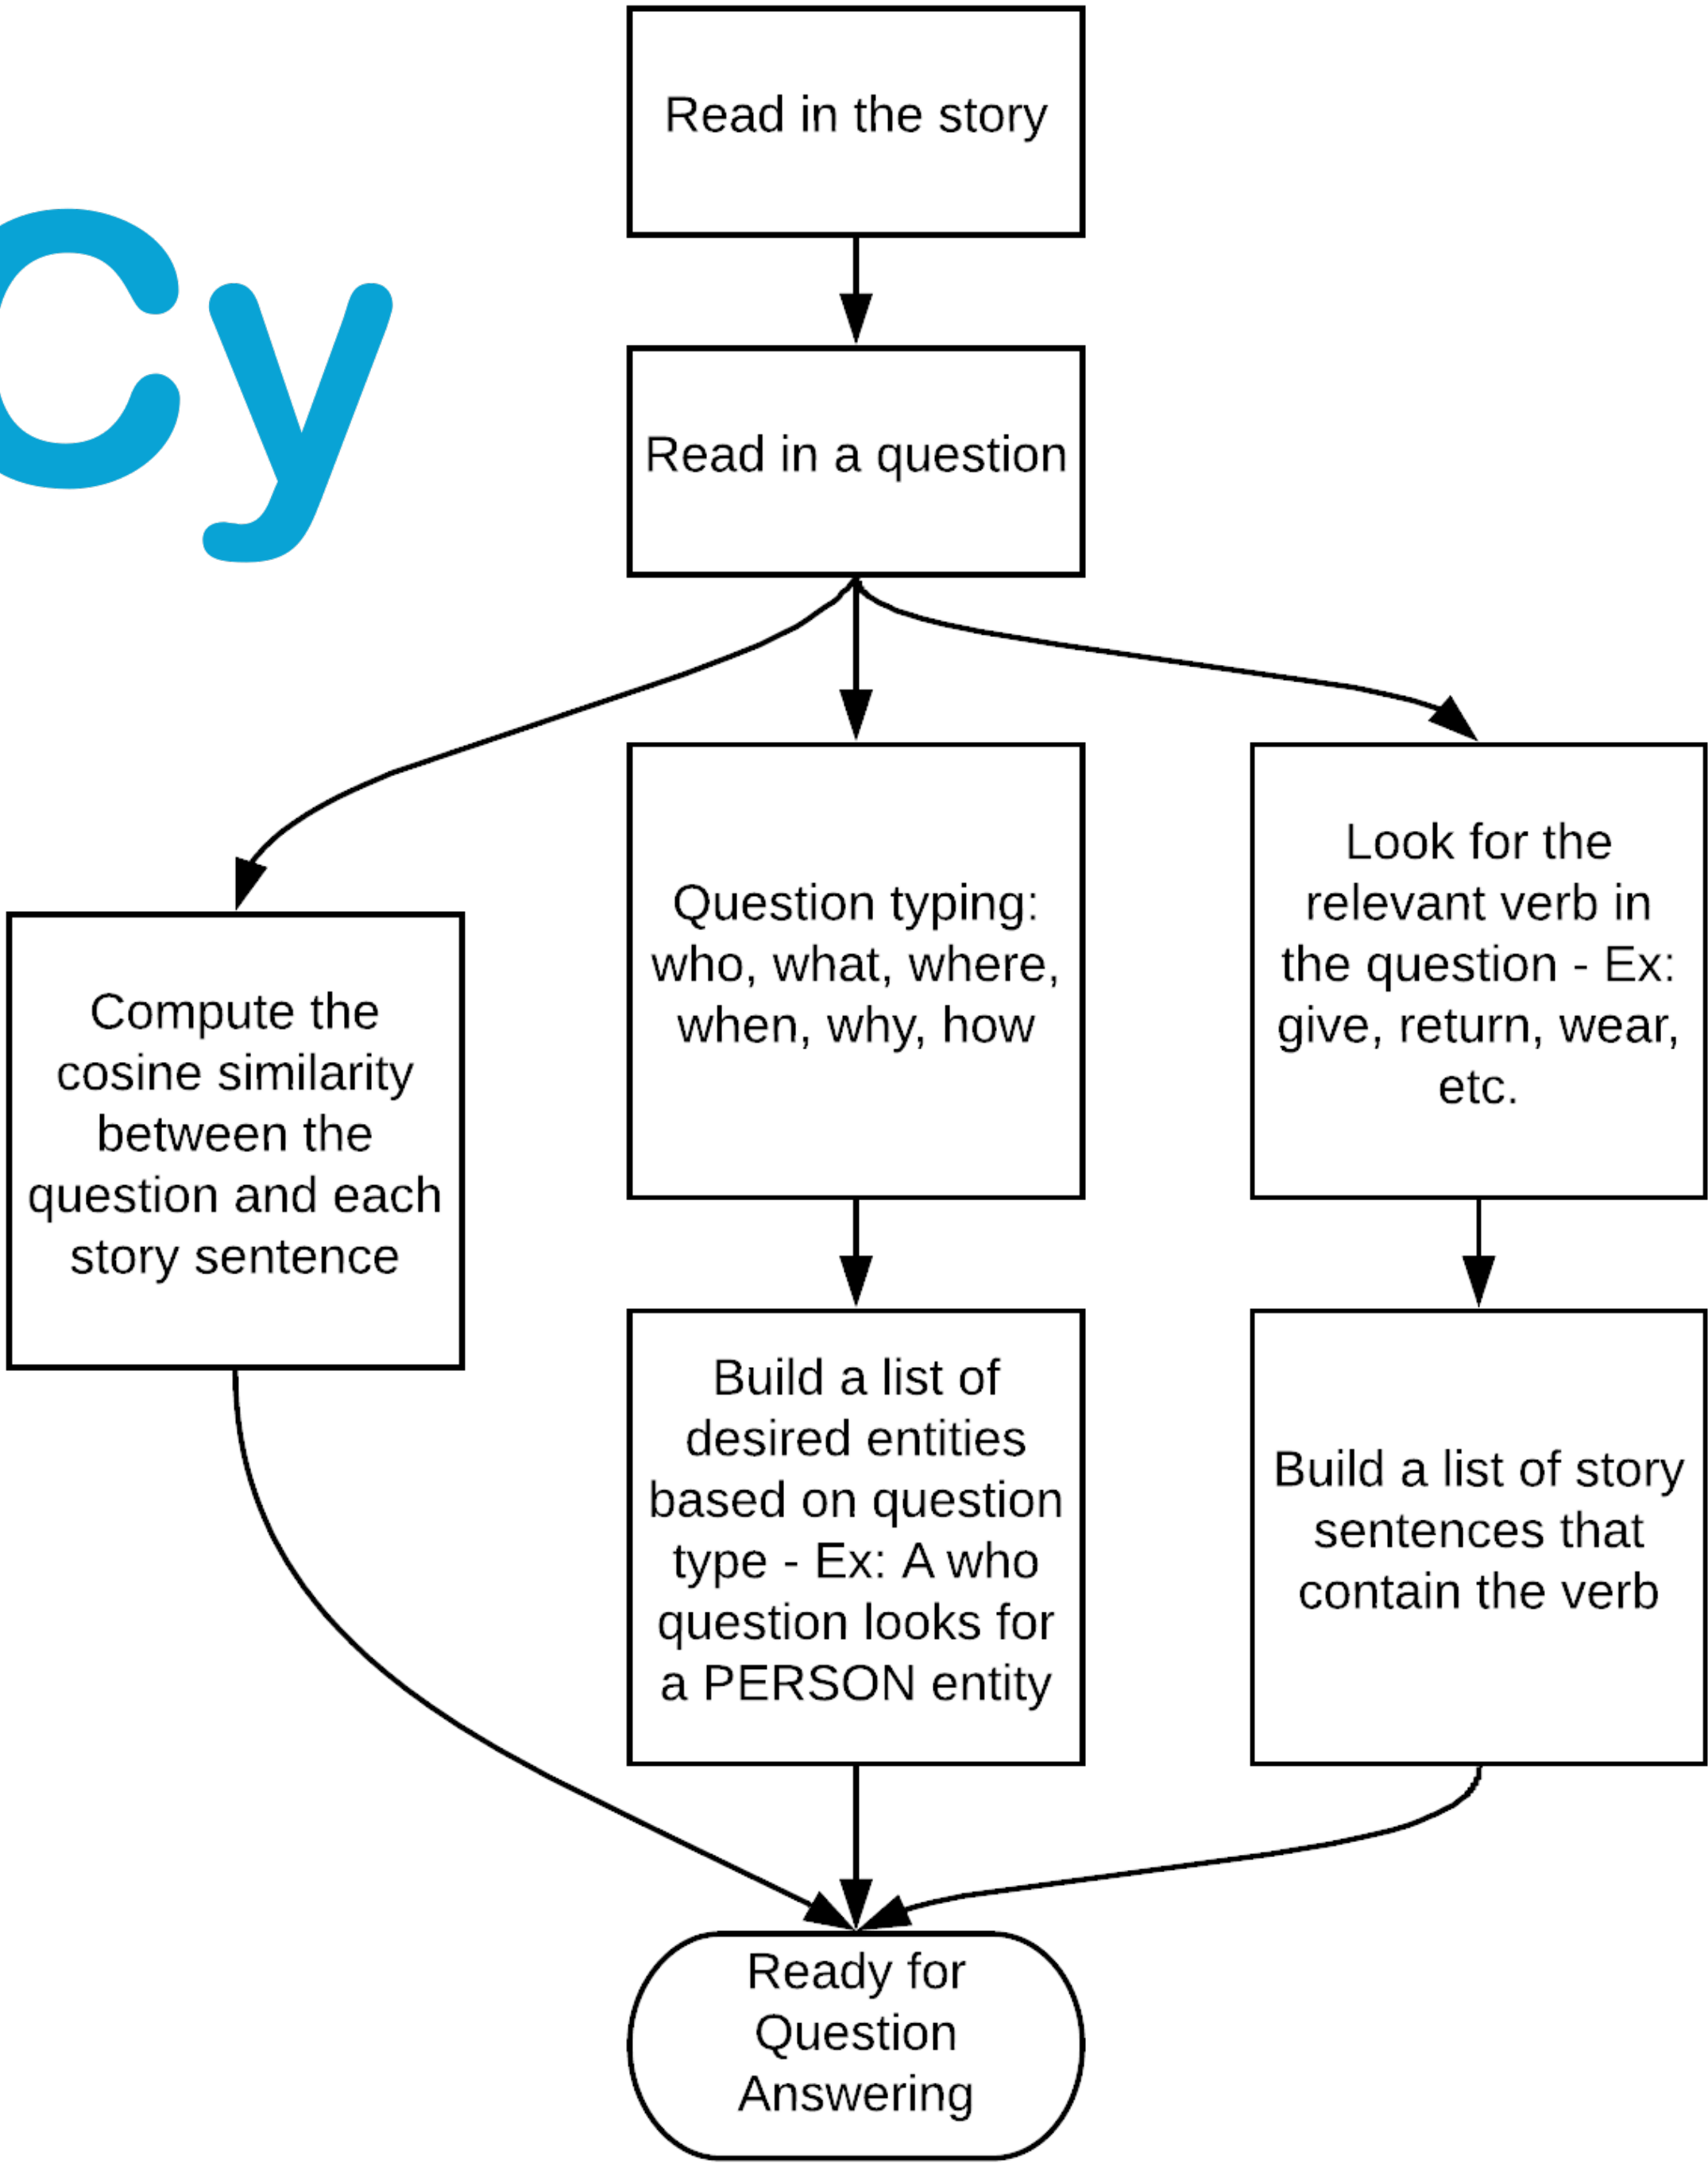 Read in the story
Cy
Read in a question
Compute the
cosine similarity
between the
question and each
story sentence
Question typing:
who, what, where,
when, why, how
Look for the
relevant verb in
the question - Ex:
give, return, wear,
etc.
Build a list of
desired entities
based on question
type - Ex: A who
question looks for
a PERSON entity
Build a list of story
sentences that
contain the verb
Ready for
Question
Answering